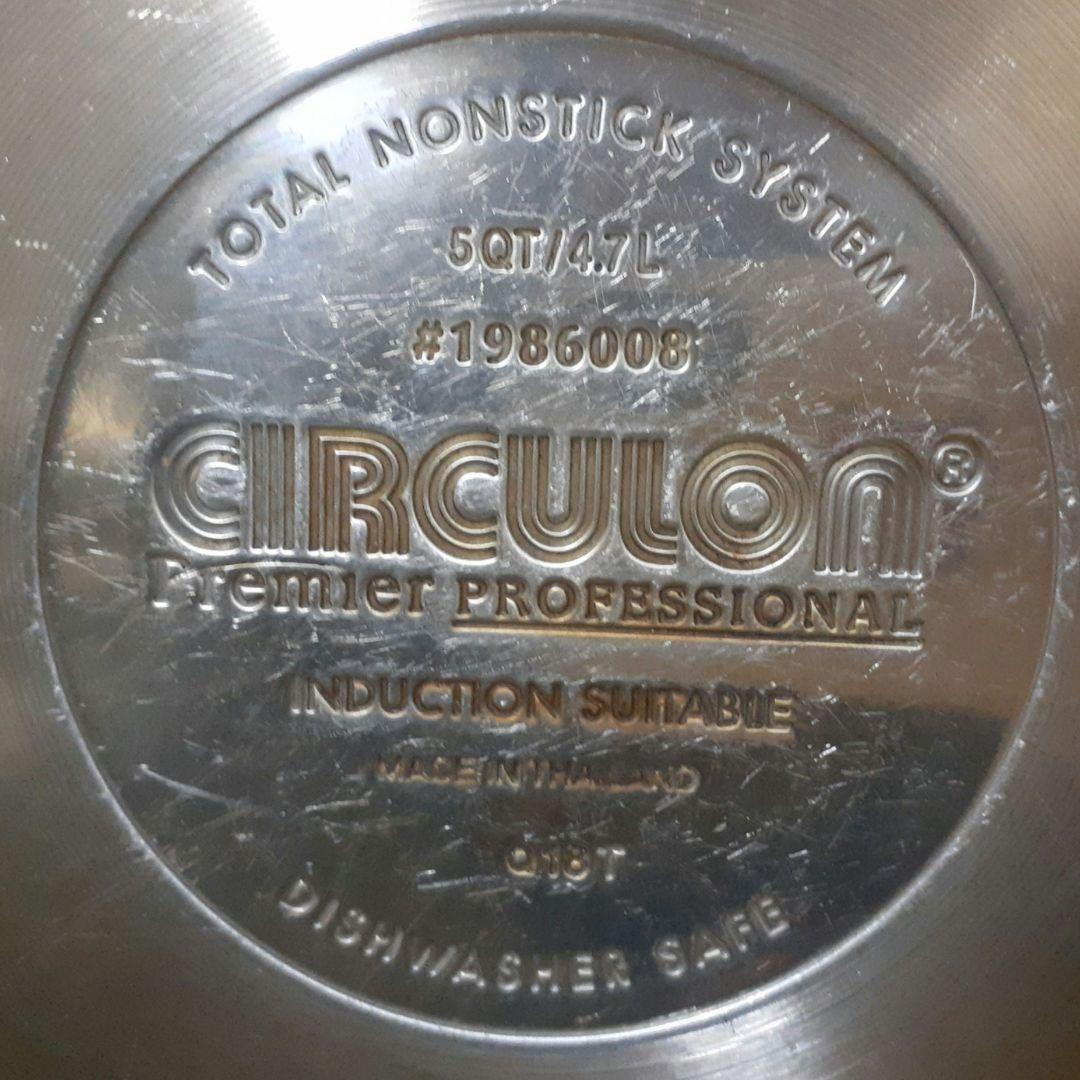 TOTAL NONSTICK SYSTEM
5QT/4.7L
#1986008
CIRCULON®
Premier PROFESSIONAL
INDUCTION SUITABLE
MADE IN THAILAND
Q18T
DISHWASHER SAFE